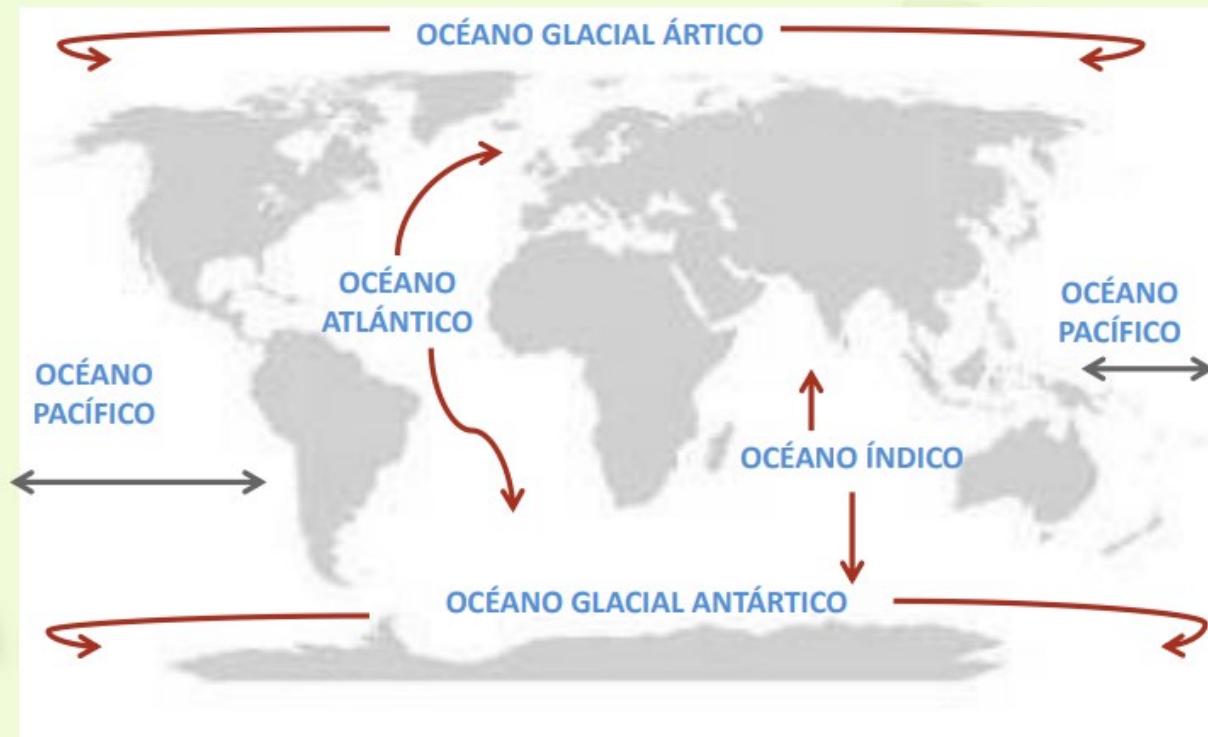 OCÉANO GLACIAL ÁRTICO
OCÉANO
ATLÁNTICO
OCÉANO
PACÍFICO
OCÉANO
PACÍFICO
OCÉANO ÍNDICO
OCÉANO GLACIAL ANTÁRTICO